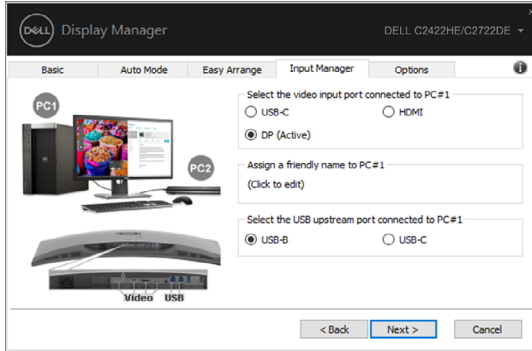 DELL Display Manager
DELL C2422HE/C2722DE
Basic Auto Mode Easy Arrange Input Manager Options
PC1
PC2
Video USB
Select the video input port connected to PC#1
USB-C HDMI
DP (Active)
Assign a friendly name to PC#1
(Click to edit)
Select the USB upstream port connected to PC#1
USB-B USB-C
< Back Next > Cancel